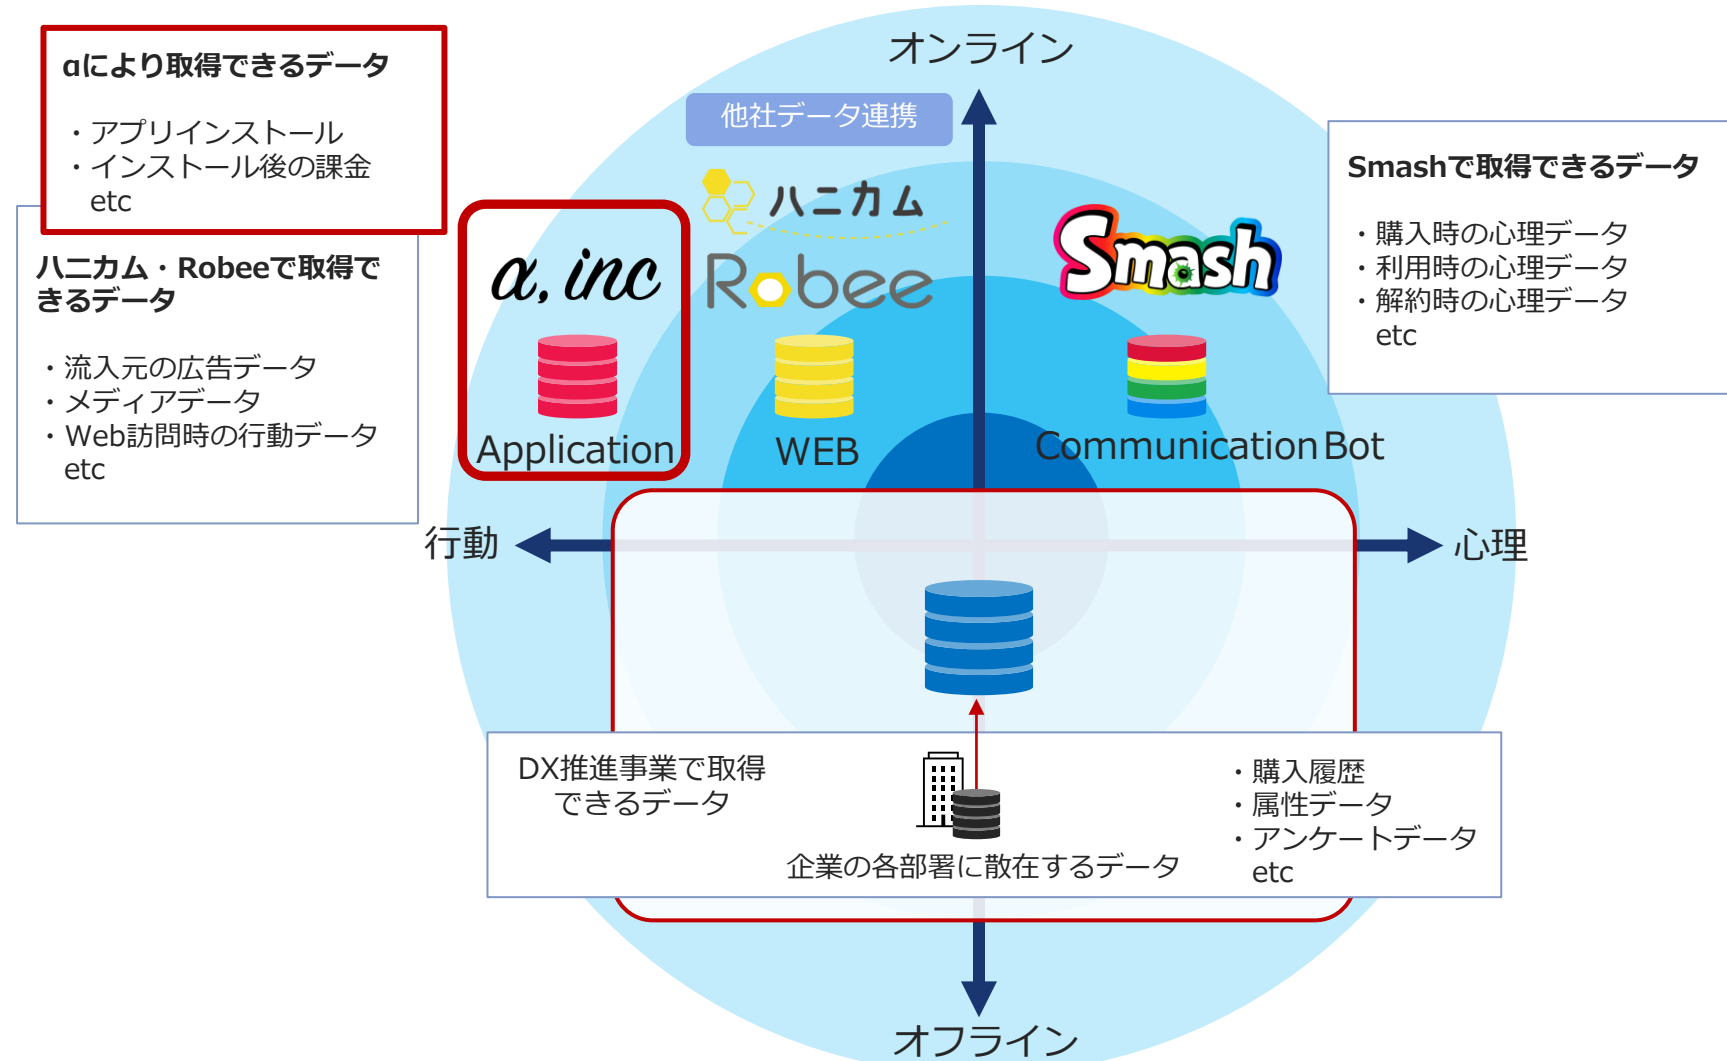 オンライン
αにより取得できるデータ
・アプリインストール
・インストール後の課金
etc
ハニカム・Robeeで取得で
きるデータ
・流入元の広告データ
・メディアデータ
・Web訪問時の行動データ
etc
他社データ連携
ハニカム
Robee
α, inc
Smash
Application
WEB
Communication Bot
Smashで取得できるデータ
・購入時の心理データ
・利用時の心理データ
・解約時の心理データ
etc
行動
心理
DX推進事業で取得
できるデータ
企業の各部署に散在するデータ
・購入履歴
・属性データ
・アンケートデータ
etc
オフライン